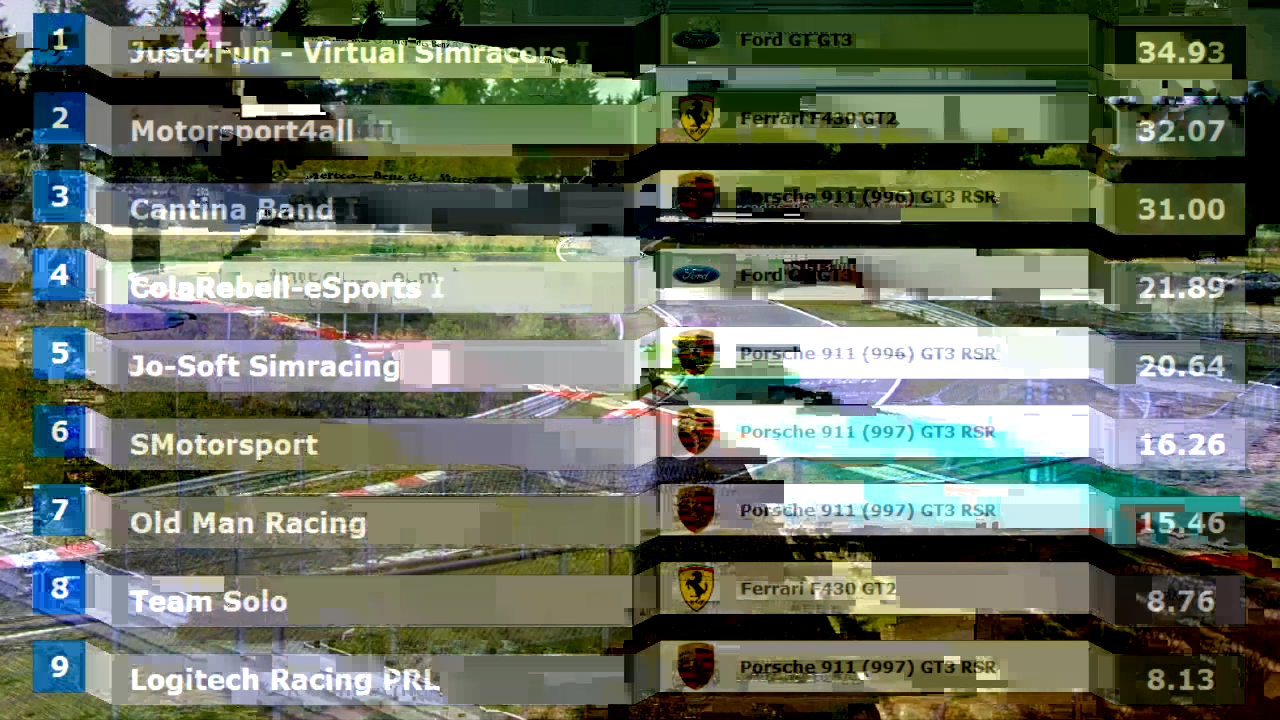 1 Just4Fun - Virtual Simracers I Ford GT GT3 34.93
2 Motorsport4all I Ferrari F430 GT2 32.07
3 Cantina Band I Porsche 911 (996) GT3 RSR 31.00
4 ColaRebell-eSports I Ford GT GT3 21.89
5 Jo-Soft Simracing Porsche 911 (996) GT3 RSR 20.64
6 SMotorsport Porsche 911 (997) GT3 RSR 16.26
7 Old Man Racing Porsche 911 (997) GT3 RSR 15.46
8 Team Solo Ferrari F430 GT2 8.76
9 Logitech Racing PRL Porsche 911 (997) GT3 RSR 8.13